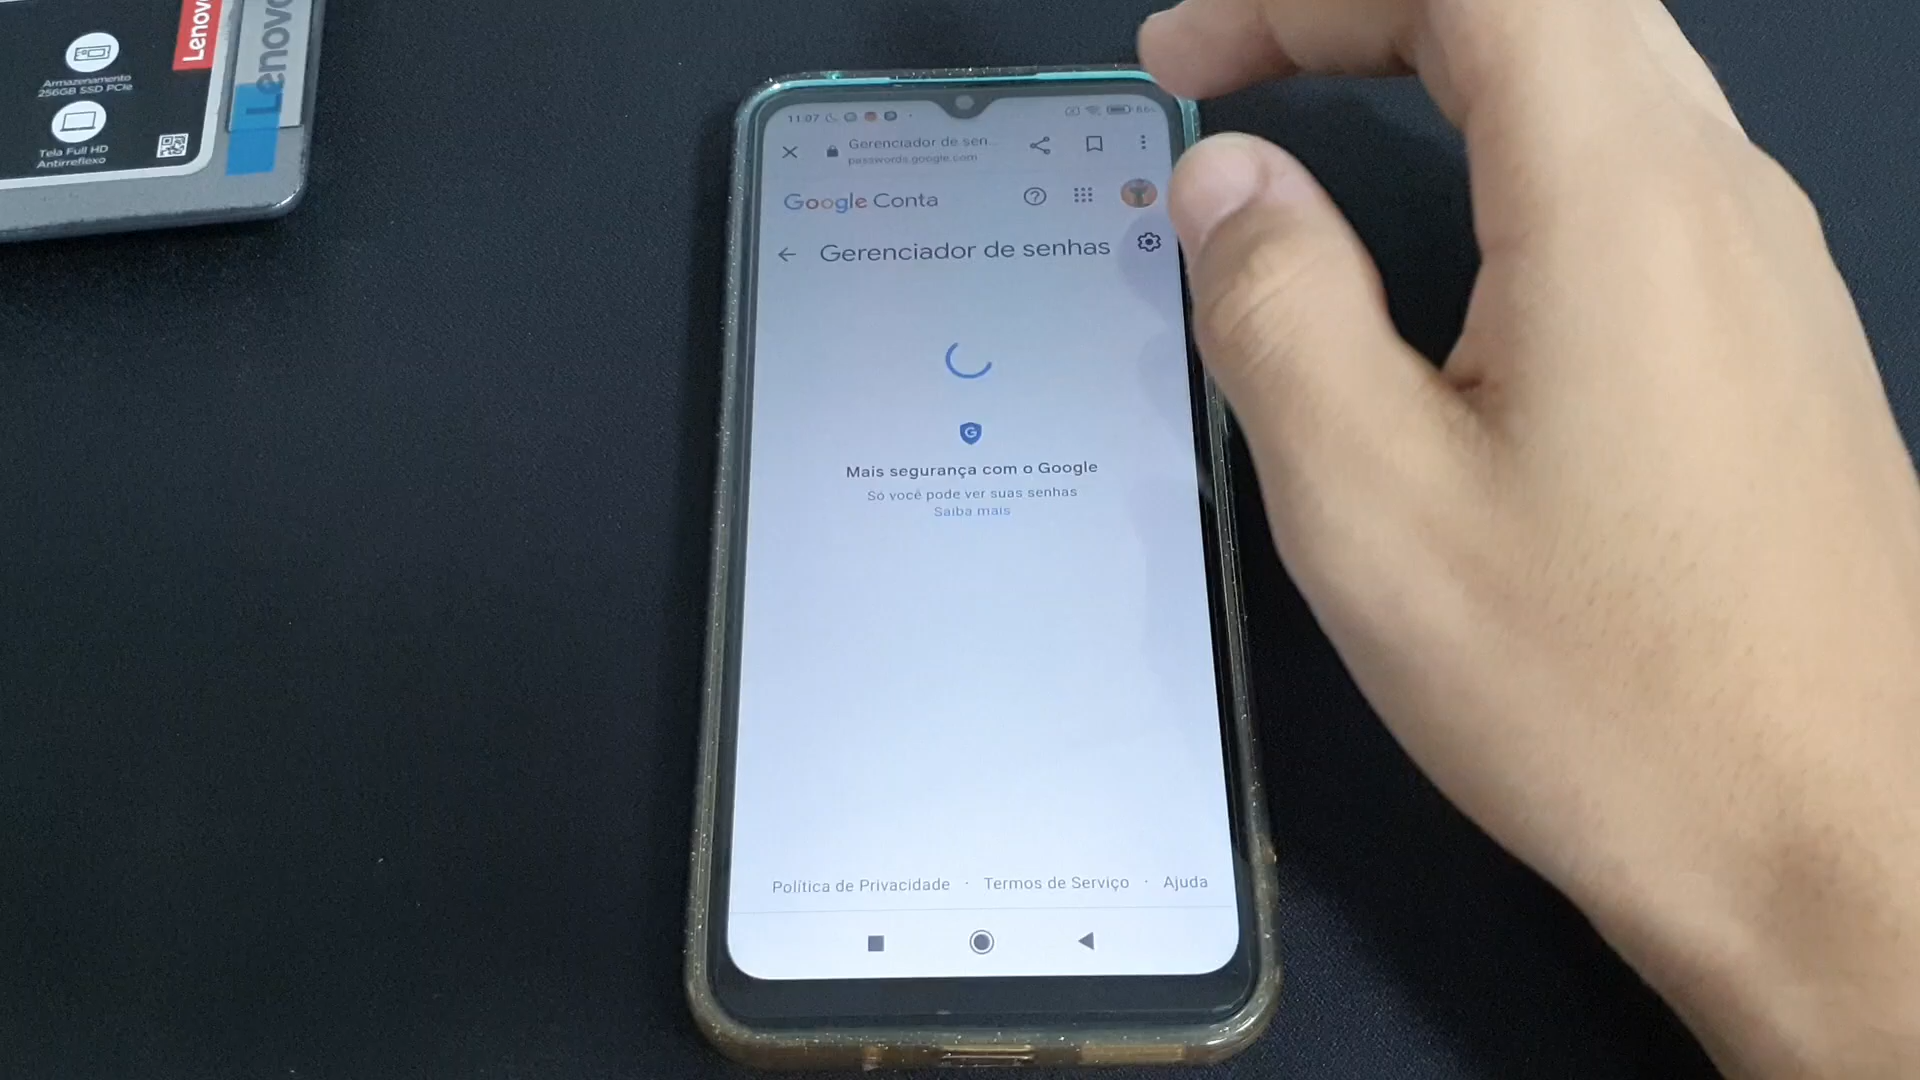 Lenovo
Lenovo
Armazenamento
256GB SSD PCIe
Tela Full HD
Antirreflexo
11:07
Gerenciador de sen...
passwords.google.com
Google Conta
Gerenciador de senhas
G
Mais segurança com o Google
Só você pode ver suas senhas
Saiba mais
Política de Privacidade · Termos de Serviço · Ajuda